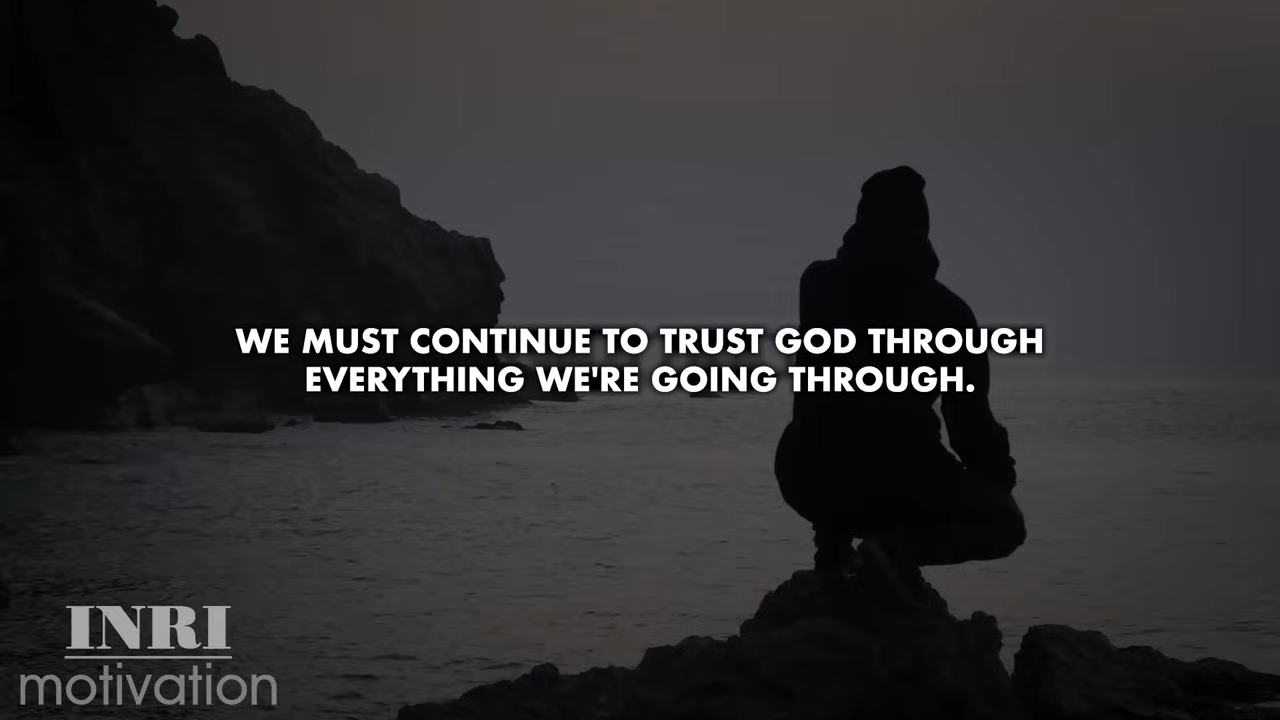 WE MUST CONTINUE TO TRUST GOD THROUGH
EVERYTHING WE'RE GOING THROUGH.
INRI
motivation